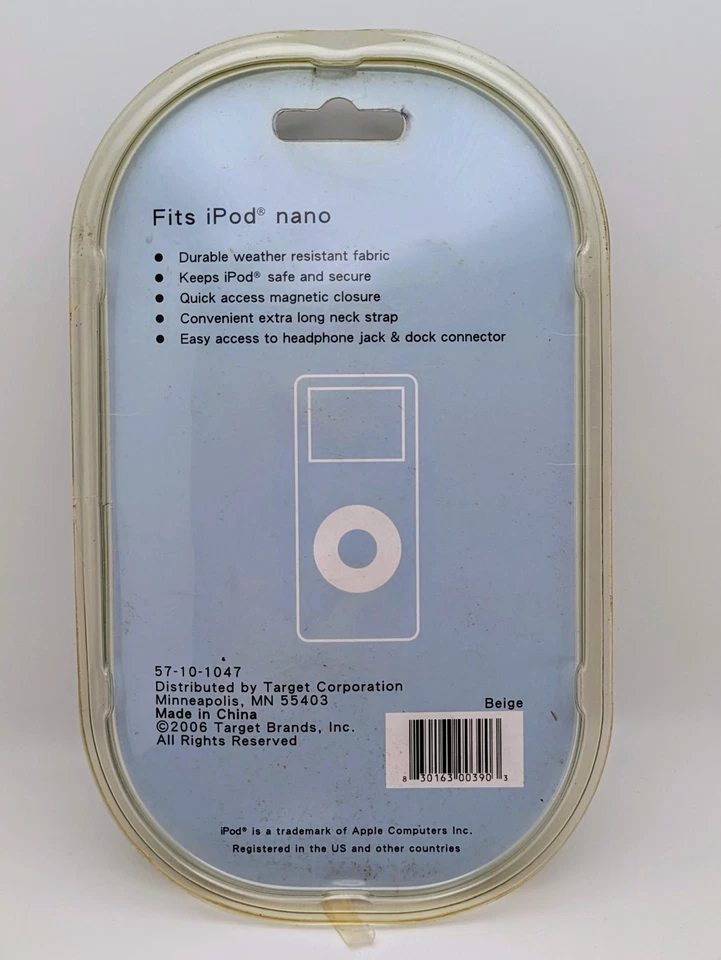 Fits iPod® nano
● Durable weather resistant fabric
● Keeps iPod® safe and secure
● Quick access magnetic closure
● Convenient extra long neck strap
● Easy access to headphone jack & dock connector
57-10-1047
Distributed by Target Corporation
Minneapolis, MN 55403
Made in China
©2006 Target Brands, Inc.
All Rights Reserved
Beige
8 30163 00390 3
iPod® is a trademark of Apple Computers Inc.
Registered in the US and other countries